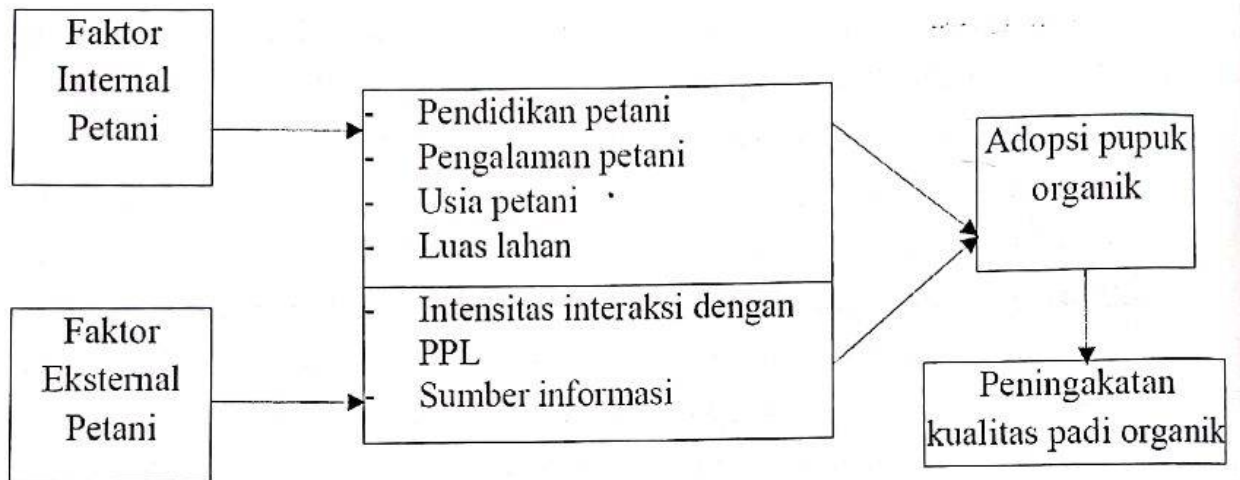 Faktor
Internal
Petani
- Pendidikan petani
- Pengalaman petani
- Usia petani
- Luas lahan
Adopsi pupuk
organik
Faktor
Eksternal
Petani
- Intensitas interaksi dengan
PPL
- Sumber informasi
Peningakatan
kualitas padi organik